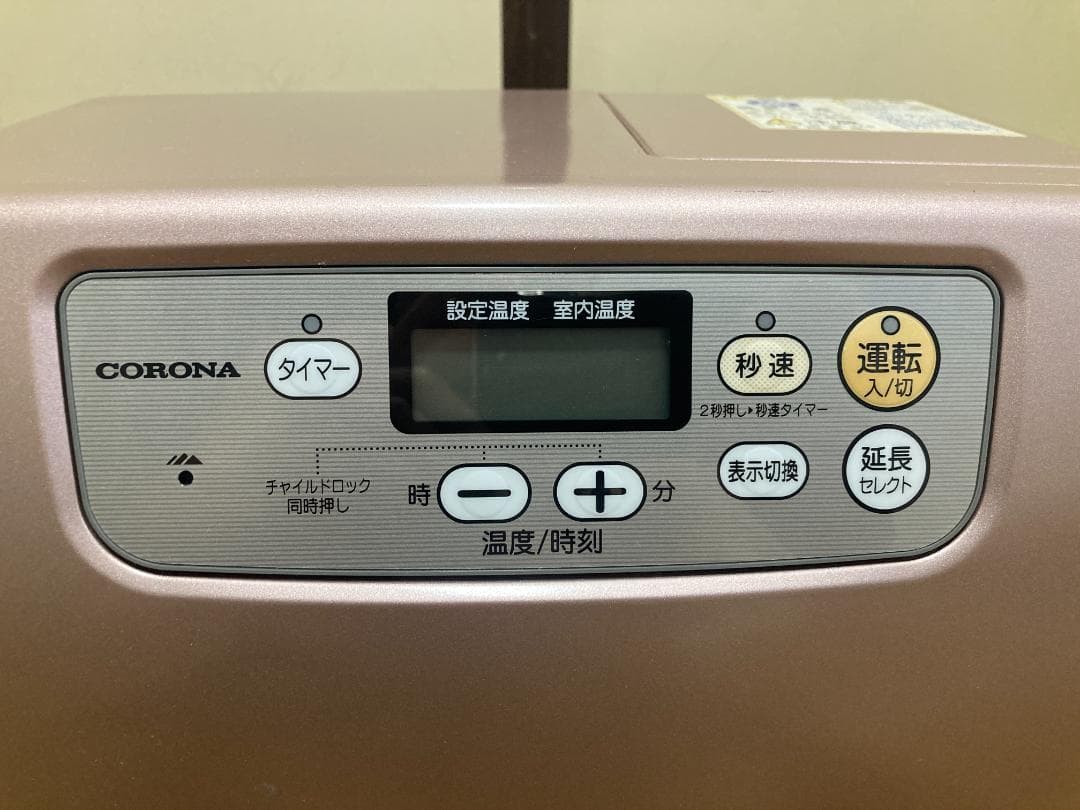 設定温度 室内温度
CORONA
タイマー
秒速
2秒押し▶秒速タイマー
運転
入/切
チャイルドロック
同時押し
時 － ＋ 分
温度/時刻
表示切換
延長
セレクト